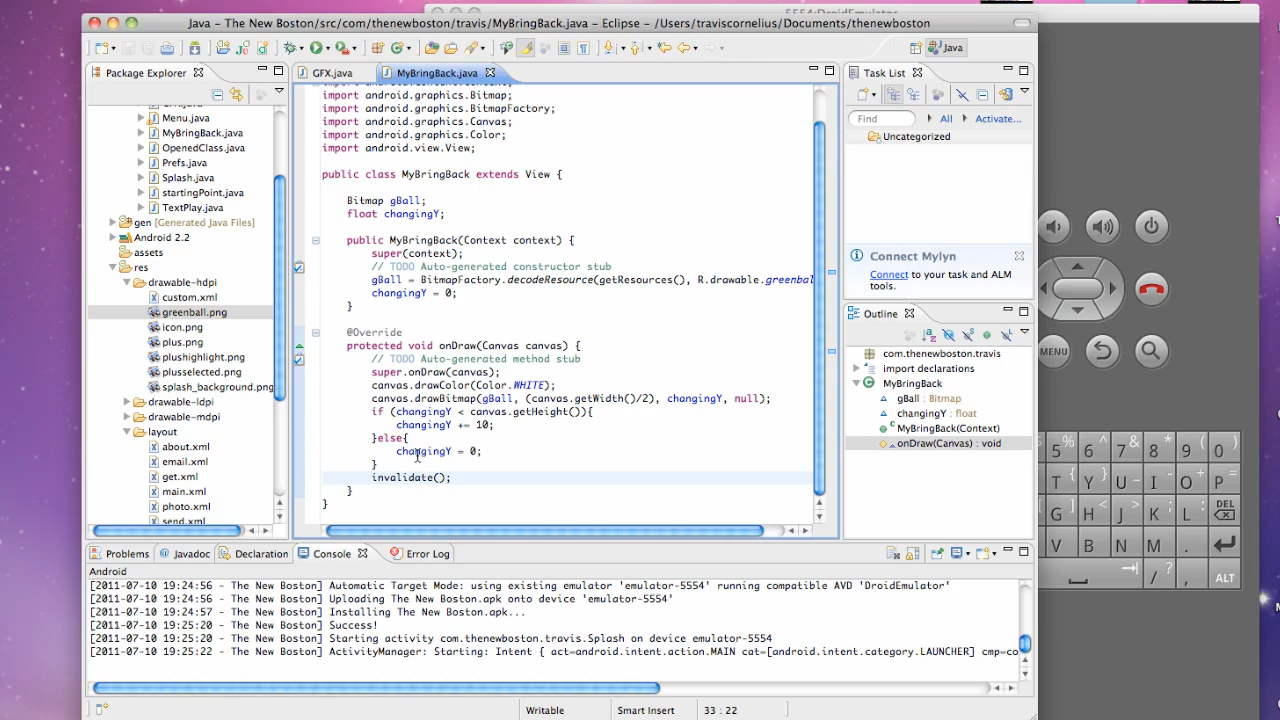 5554:DroidEmulator
Java - The New Boston/src/com/thenewboston/travis/MyBringBack.java - Eclipse - /Users/traviscornelius/Documents/thenewboston
Java
Package Explorer
Menu.java
MyBringBack.java
OpenedClass.java
Prefs.java
Splash.java
startingPoint.java
TextPlay.java
gen [Generated Java Files]
Android 2.2
assets
res
drawable-hdpi
custom.xml
greenball.png
icon.png
plus.png
plushighlight.png
plusselected.png
splash_background.png
drawable-ldpi
drawable-mdpi
layout
about.xml
email.xml
get.xml
main.xml
photo.xml
send.xml
GFX.java
MyBringBack.java
import android.graphics.Bitmap;
import android.graphics.BitmapFactory;
import android.graphics.Canvas;
import android.graphics.Color;
import android.view.View;
public class MyBringBack extends View {
Bitmap gBall;
float changingY;
public MyBringBack(Context context) {
super(context);
// TODO Auto-generated constructor stub
gBall = BitmapFactory.decodeResource(getResources(), R.drawable.greenbal
changingY = 0;
}
@Override
protected void onDraw(Canvas canvas) {
// TODO Auto-generated method stub
super.onDraw(canvas);
canvas.drawColor(Color.WHITE);
canvas.drawBitmap(gBall, (canvas.getWidth()/2), changingY, null);
if (changingY < canvas.getHeight()){
changingY += 10;
}else{
changingY = 0;
}
invalidate();
}
}
Task List
Find
All
Activate...
Uncategorized
Connect Mylyn
Connect to your task and ALM
tools.
Outline
com.thenewboston.travis
import declarations
MyBringBack
gBall : Bitmap
changingY : float
MyBringBack(Context)
onDraw(Canvas) : void
MENU
5 6 7 8 9 0
T Y U I O P
G H J K L DEL
V B N M .
/ ? , ALT
Problems
Javadoc
Declaration
Console
Error Log
Android
[2011-07-10 19:24:56 - The New Boston] Automatic Target Mode: using existing emulator 'emulator-5554' running compatible AVD 'DroidEmulator'
[2011-07-10 19:24:56 - The New Boston] Uploading The New Boston.apk onto device 'emulator-5554'
[2011-07-10 19:24:57 - The New Boston] Installing The New Boston.apk...
[2011-07-10 19:25:20 - The New Boston] Success!
[2011-07-10 19:25:20 - The New Boston] Starting activity com.thenewboston.travis.Splash on device emulator-5554
[2011-07-10 19:25:22 - The New Boston] ActivityManager: Starting: Intent { act=android.intent.action.MAIN cat=[android.intent.category.LAUNCHER] cmp=co
Writable
Smart Insert
33 : 22